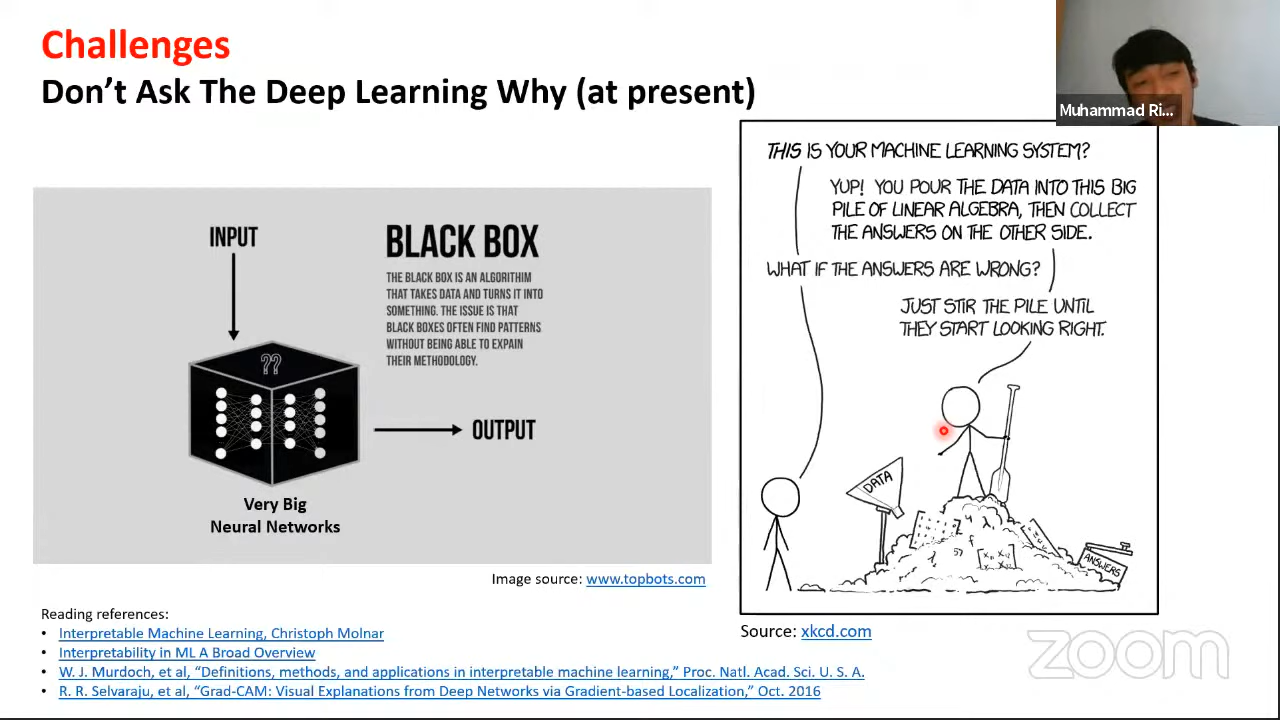 Challenges
Don't Ask The Deep Learning Why (at present)
Muhammad Ri...
INPUT
BLACK BOX
THE BLACK BOX IS AN ALGORITHIM
THAT TAKES DATA AND TURNS IT INTO
SOMETHING. THE ISSUE IS THAT
BLACK BOXES OFTEN FIND PATTERNS
WITHOUT BEING ABLE TO EXPAIN
THEIR METHODOLOGY.
??
OUTPUT
Very Big
Neural Networks
Image source: www.topbots.com
THIS IS YOUR MACHINE LEARNING SYSTEM?
YUP! YOU POUR THE DATA INTO THIS BIG
PILE OF LINEAR ALGEBRA, THEN COLLECT
THE ANSWERS ON THE OTHER SIDE.
WHAT IF THE ANSWERS ARE WRONG?
JUST STIR THE PILE UNTIL
THEY START LOOKING RIGHT.
DATA
ANSWERS
Source: xkcd.com
Reading references:
• Interpretable Machine Learning, Christoph Molnar
• Interpretability in ML A Broad Overview
• W. J. Murdoch, et al, "Definitions, methods, and applications in interpretable machine learning," Proc. Natl. Acad. Sci. U. S. A.
• R. R. Selvaraju, et al, "Grad-CAM: Visual Explanations from Deep Networks via Gradient-based Localization," Oct. 2016
zoom